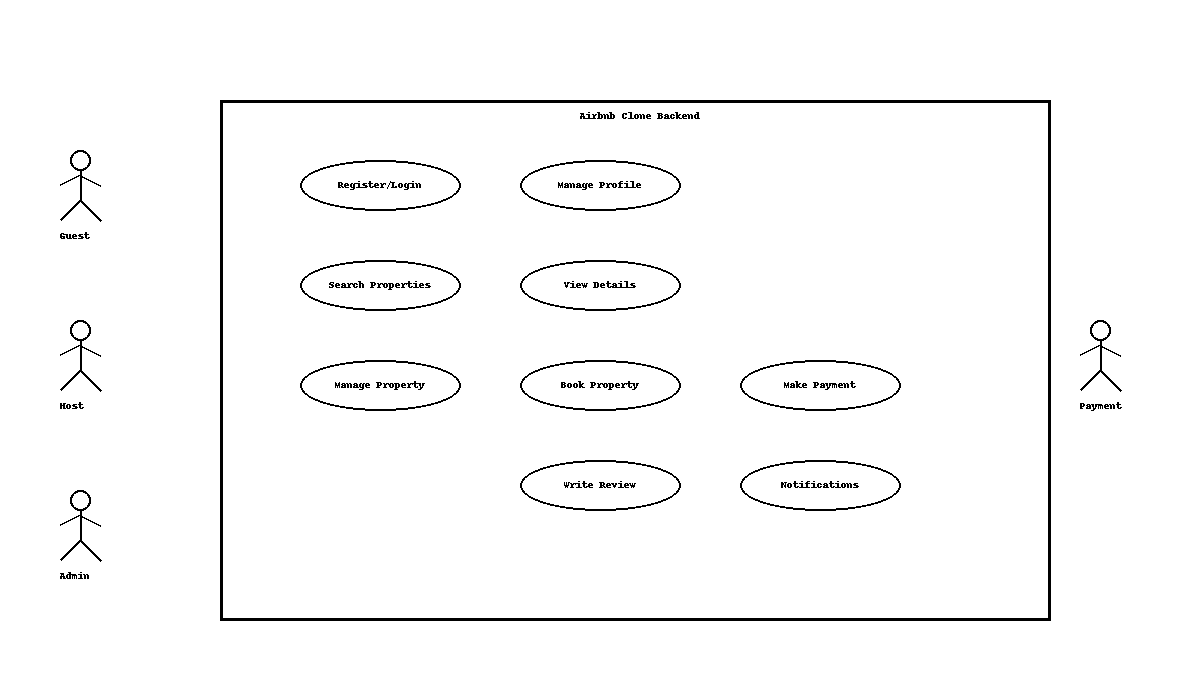 Airbnb Clone Backend
Guest
Register/Login
Manage Profile
Search Properties
View Details
Host
Manage Property
Book Property
Make Payment
Payment
Write Review
Notifications
Admin